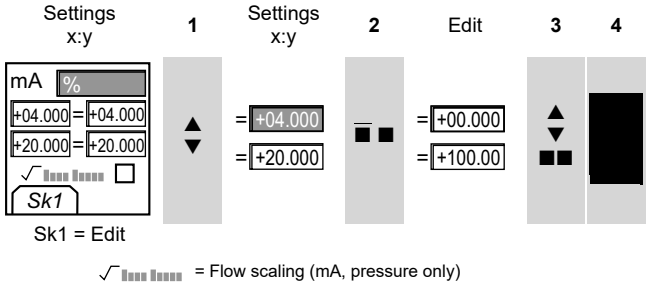 Settings
x:y
1
Settings
x:y
2
Edit
3
4
mA %
+04.000 = +04.000
+20.000 = +20.000
√
Sk1
Sk1 = Edit
= +04.000
= +20.000
= +00.000
= +100.00
√ = Flow scaling (mA, pressure only)